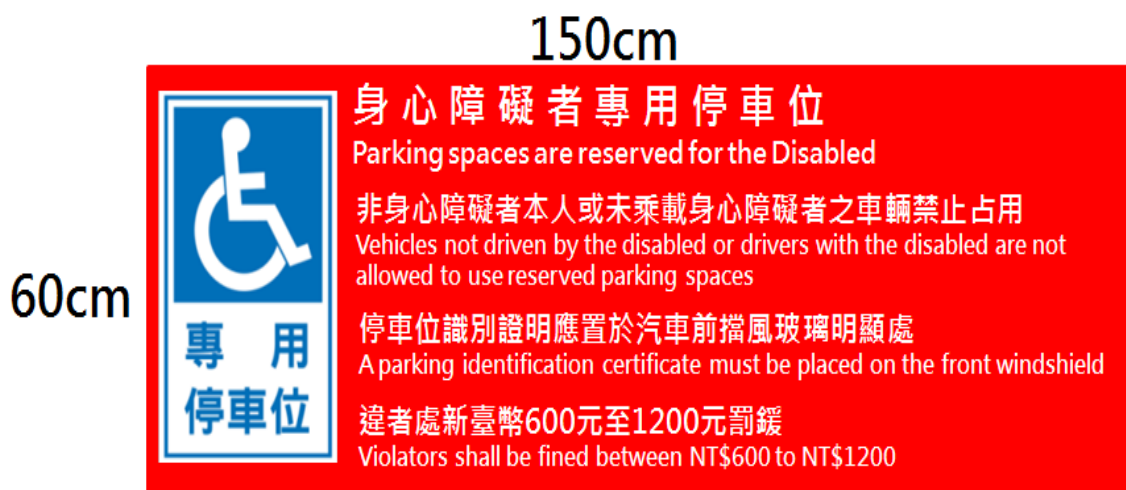 150cm
60cm
專 用
停車位
身心障礙者專用停車位
Parking spaces are reserved for the Disabled
非身心障礙者本人或未乘載身心障礙者之車輛禁止占用
Vehicles not driven by the disabled or drivers with the disabled are not
allowed to use reserved parking spaces
停車位識別證明應置於汽車前擋風玻璃明顯處
A parking identification certificate must be placed on the front windshield
違者處新臺幣600元至1200元罰鍰
Violators shall be fined between NT$600 to NT$1200